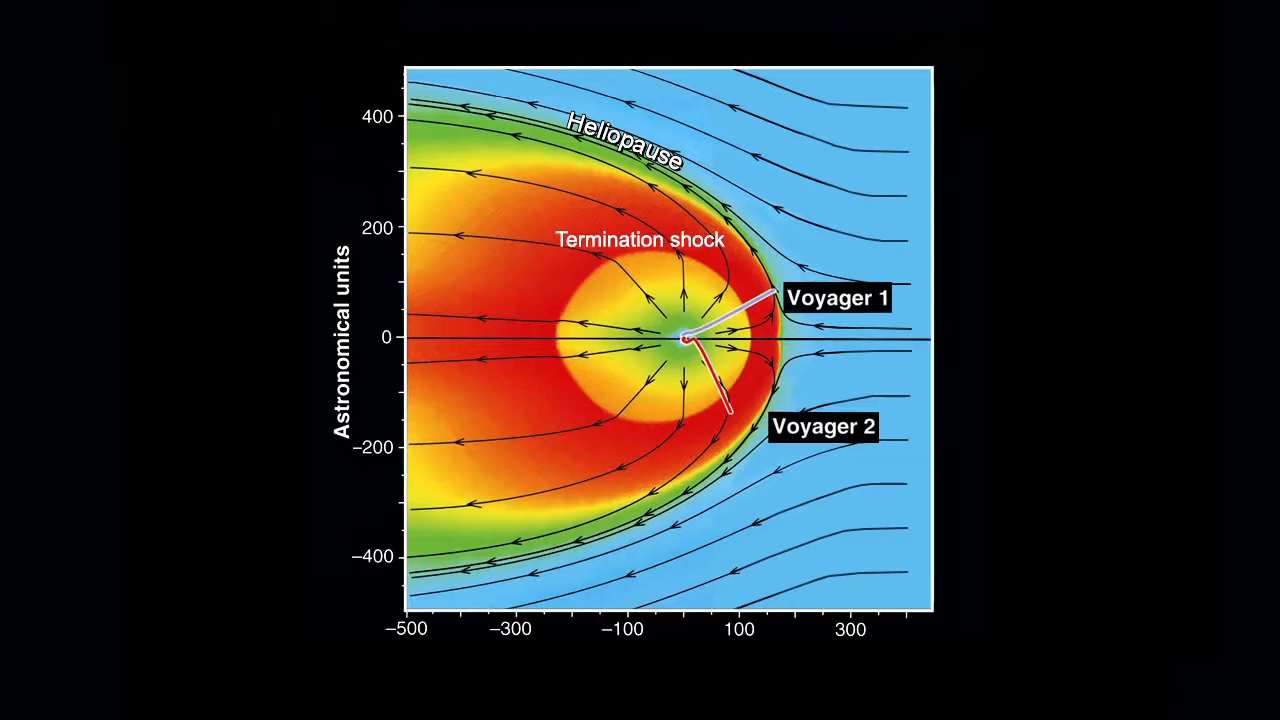 Heliopause
Termination shock
Voyager 1
Voyager 2
Astronomical units
400
200
0
–200
–400
–500
–300
–100
100
300